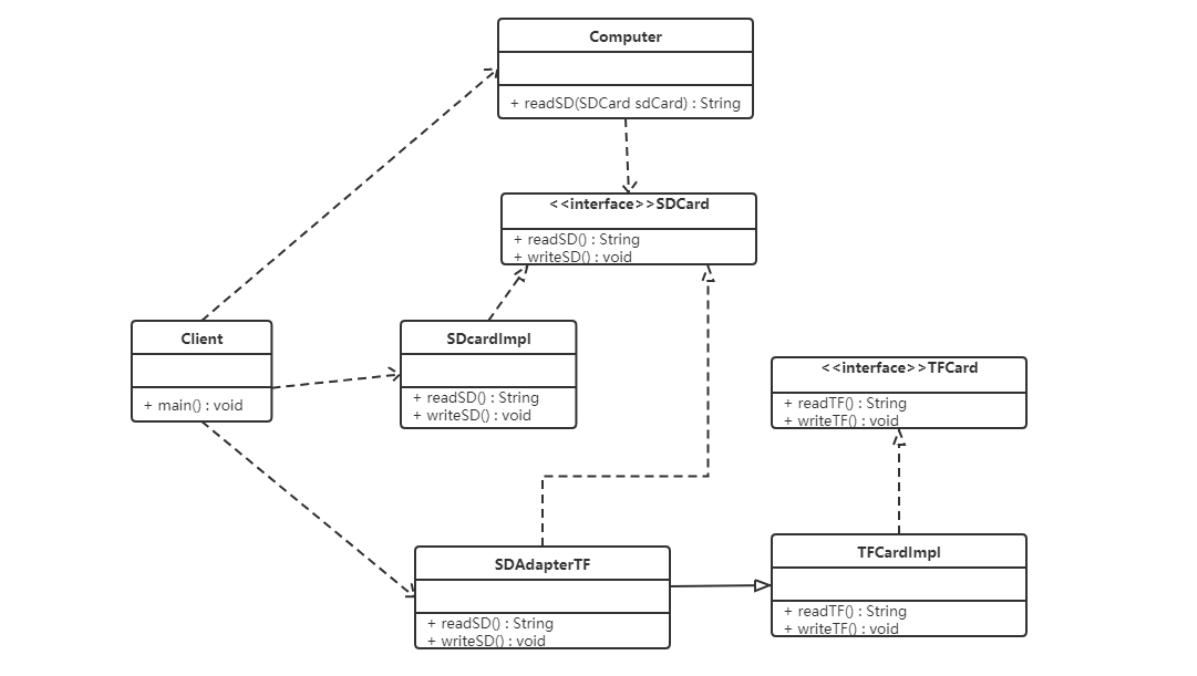 Computer
+ readSD(SDCard sdCard) : String
<<interface>>SDCard
+ readSD() : String
+ writeSD() : void
Client
+ main() : void
SDcardImpl
+ readSD() : String
+ writeSD() : void
<<interface>>TFCard
+ readTF() : String
+ writeTF() : void
SDAdapterTF
+ readSD() : String
+ writeSD() : void
TFCardImpl
+ readTF() : String
+ writeTF() : void